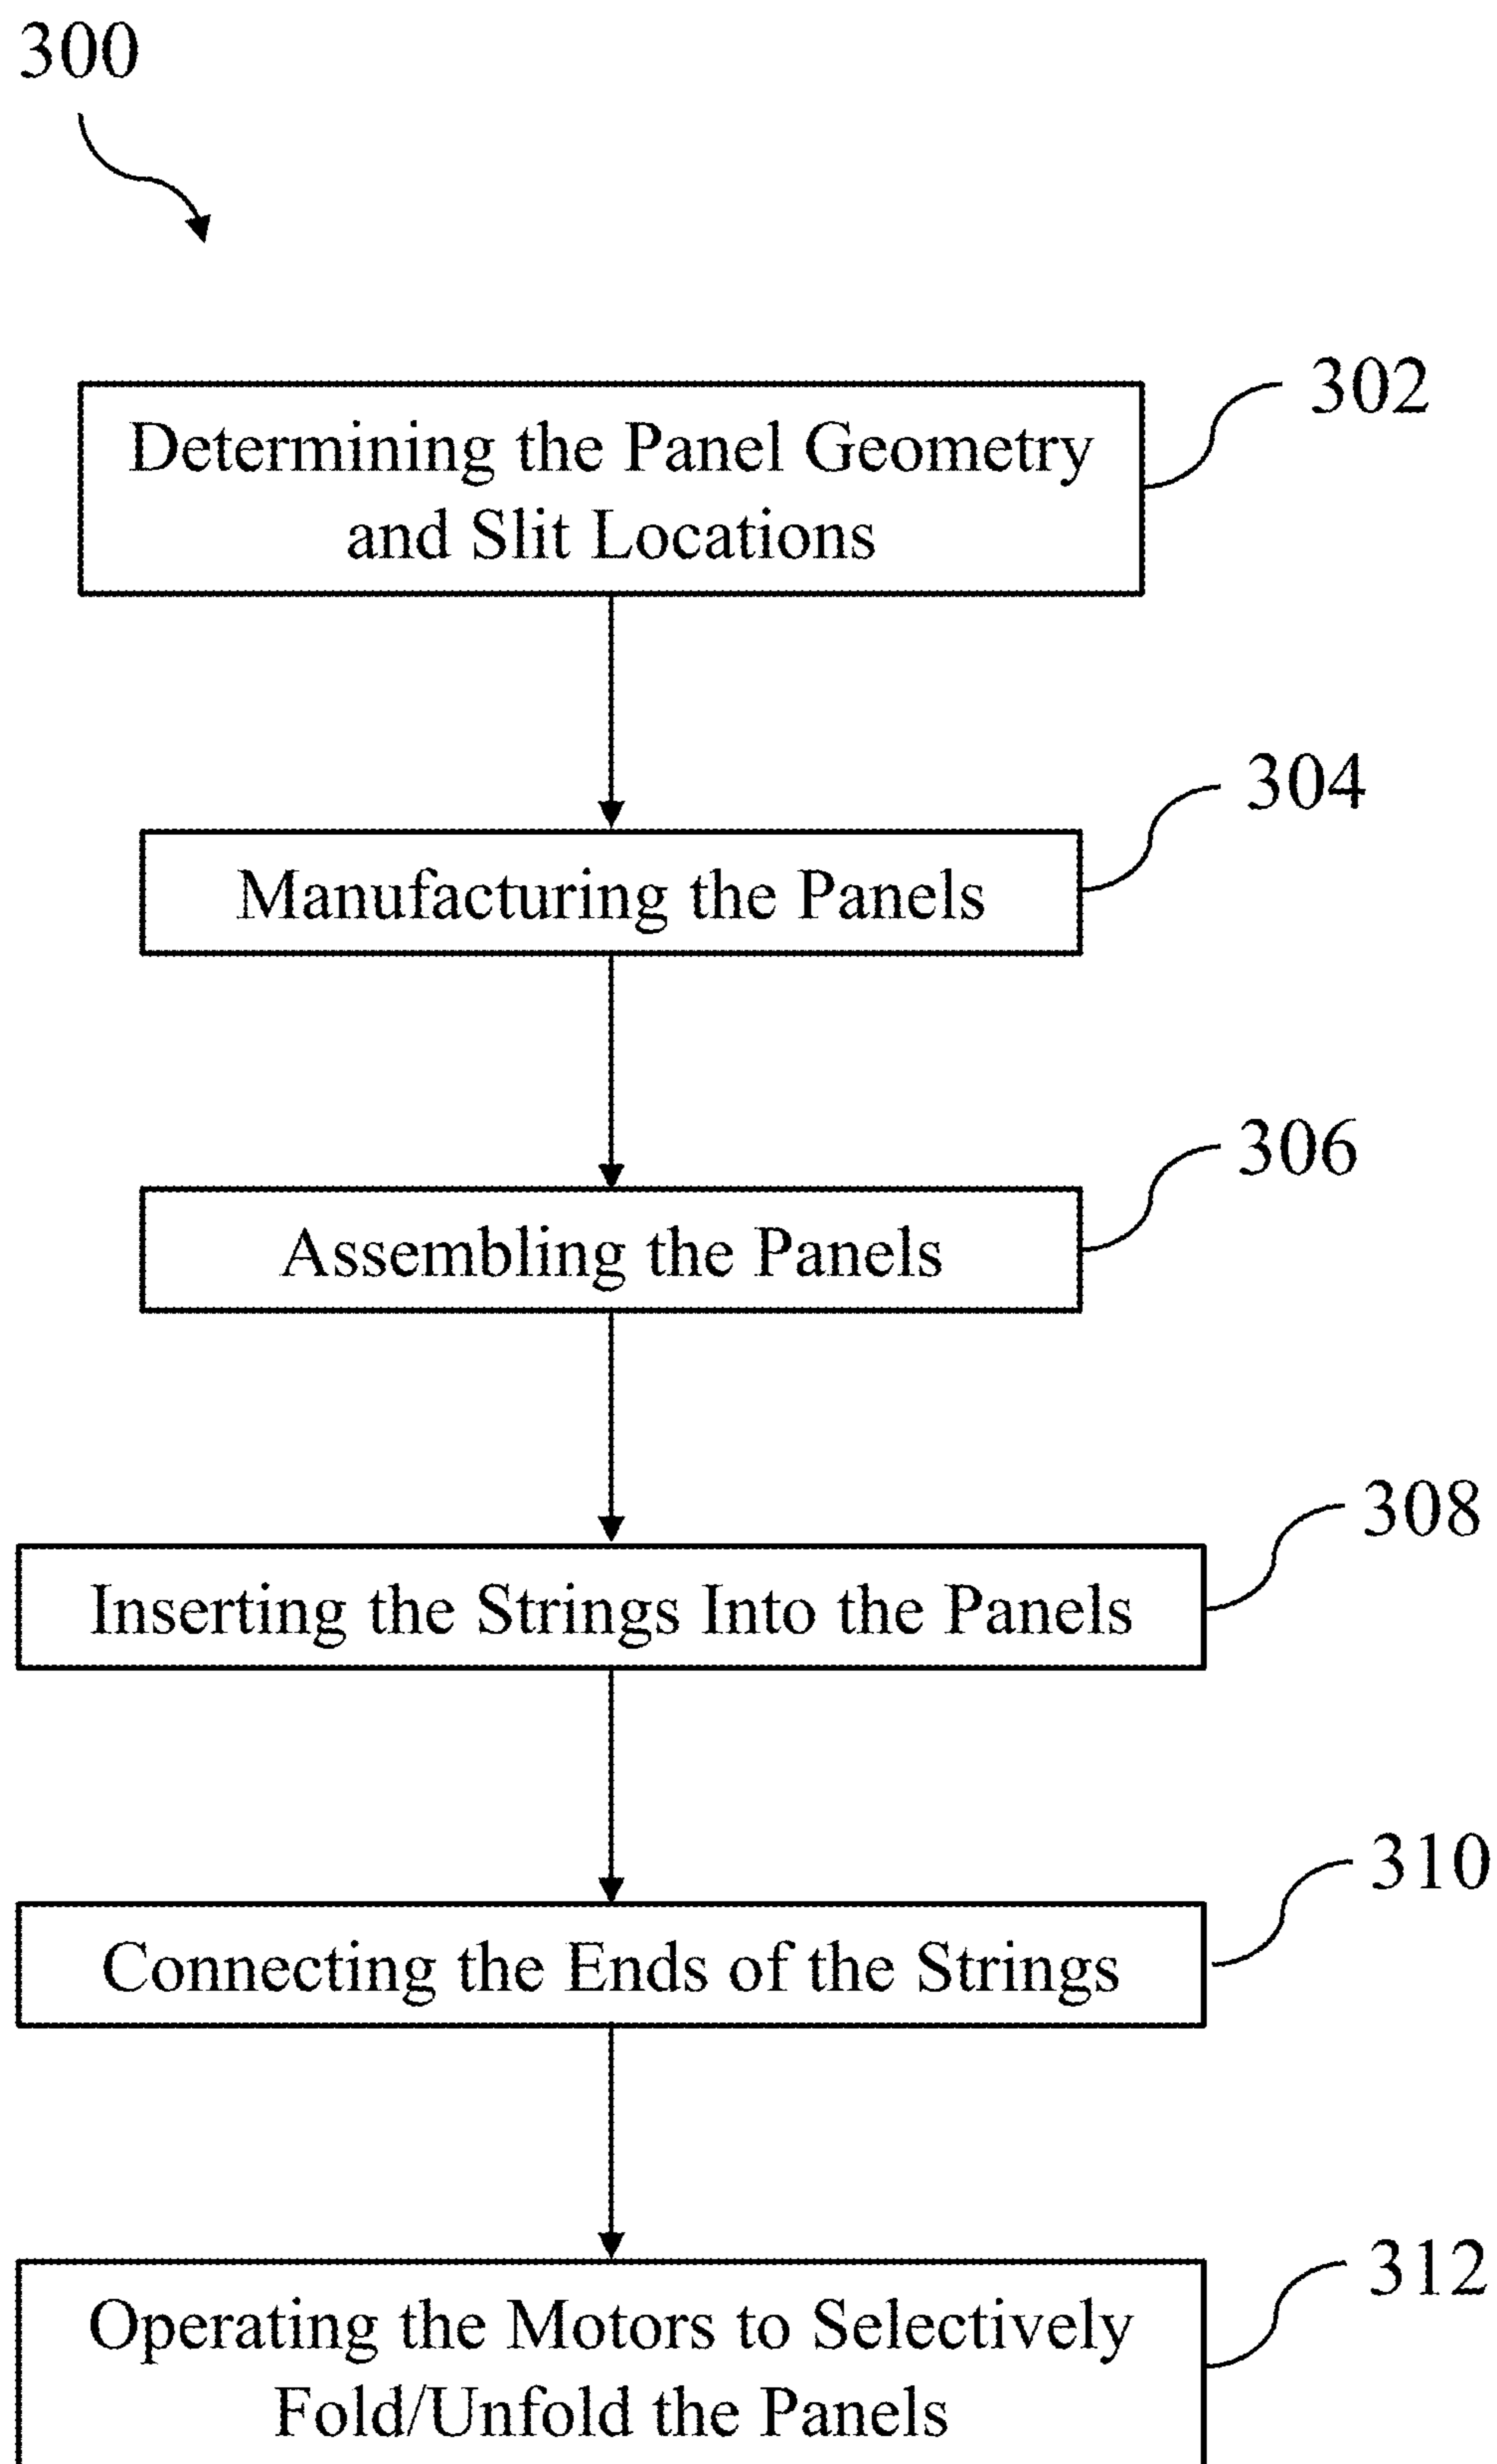 300
302
Determining the Panel Geometry
and Slit Locations
304
Manufacturing the Panels
306
Assembling the Panels
308
Inserting the Strings Into the Panels
310
Connecting the Ends of the Strings
312
Operating the Motors to Selectively
Fold/Unfold the Panels